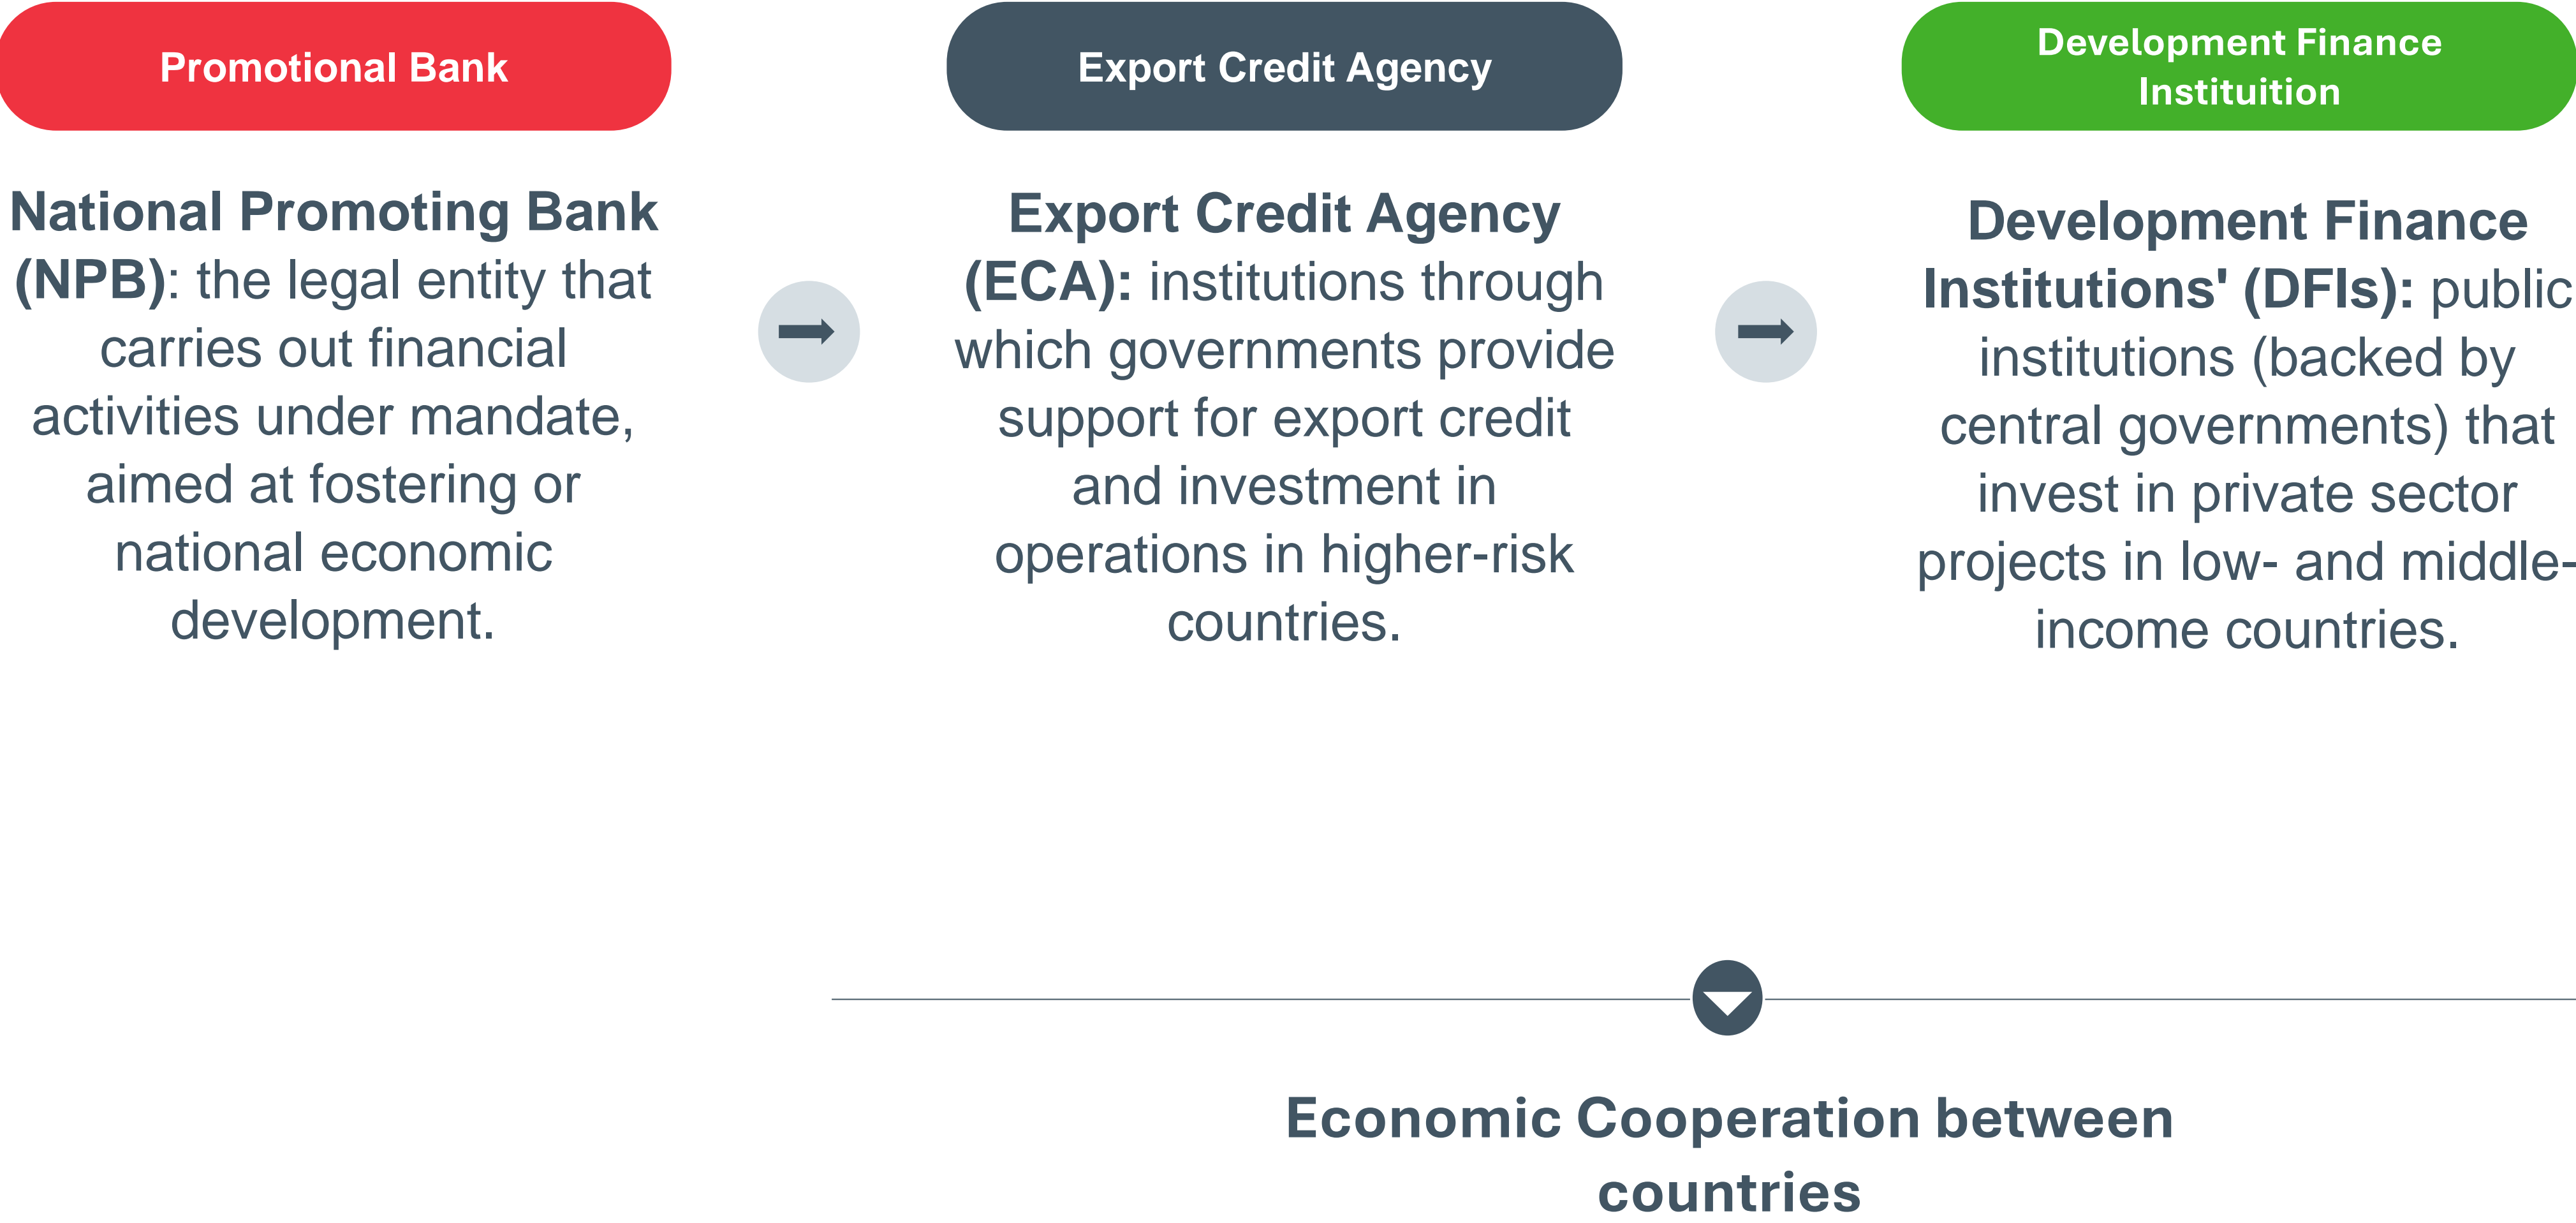 Promotional Bank
National Promoting Bank
(NPB): the legal entity that
carries out financial
activities under mandate,
aimed at fostering or
national economic
development.
Export Credit Agency
Export Credit Agency
(ECA): institutions through
which governments provide
support for export credit
and investment in
operations in higher-risk
countries.
Development Finance
Instituition
Development Finance
Institutions' (DFIs): public
institutions (backed by
central governments) that
invest in private sector
projects in low- and middle-
income countries.
Economic Cooperation between
countries